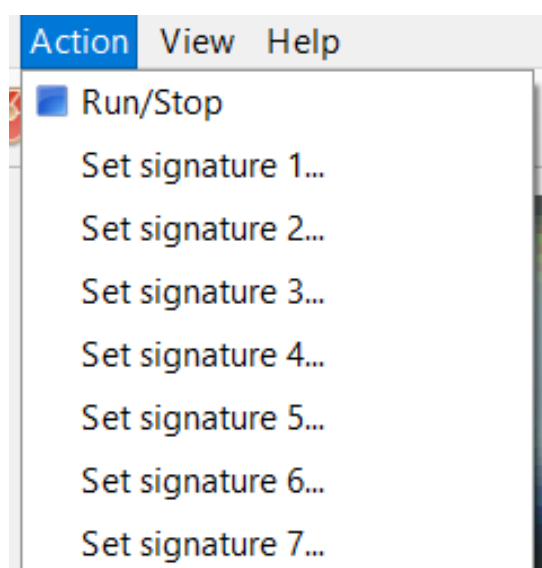 Action View Help
Run/Stop
Set signature 1...
Set signature 2...
Set signature 3...
Set signature 4...
Set signature 5...
Set signature 6...
Set signature 7...